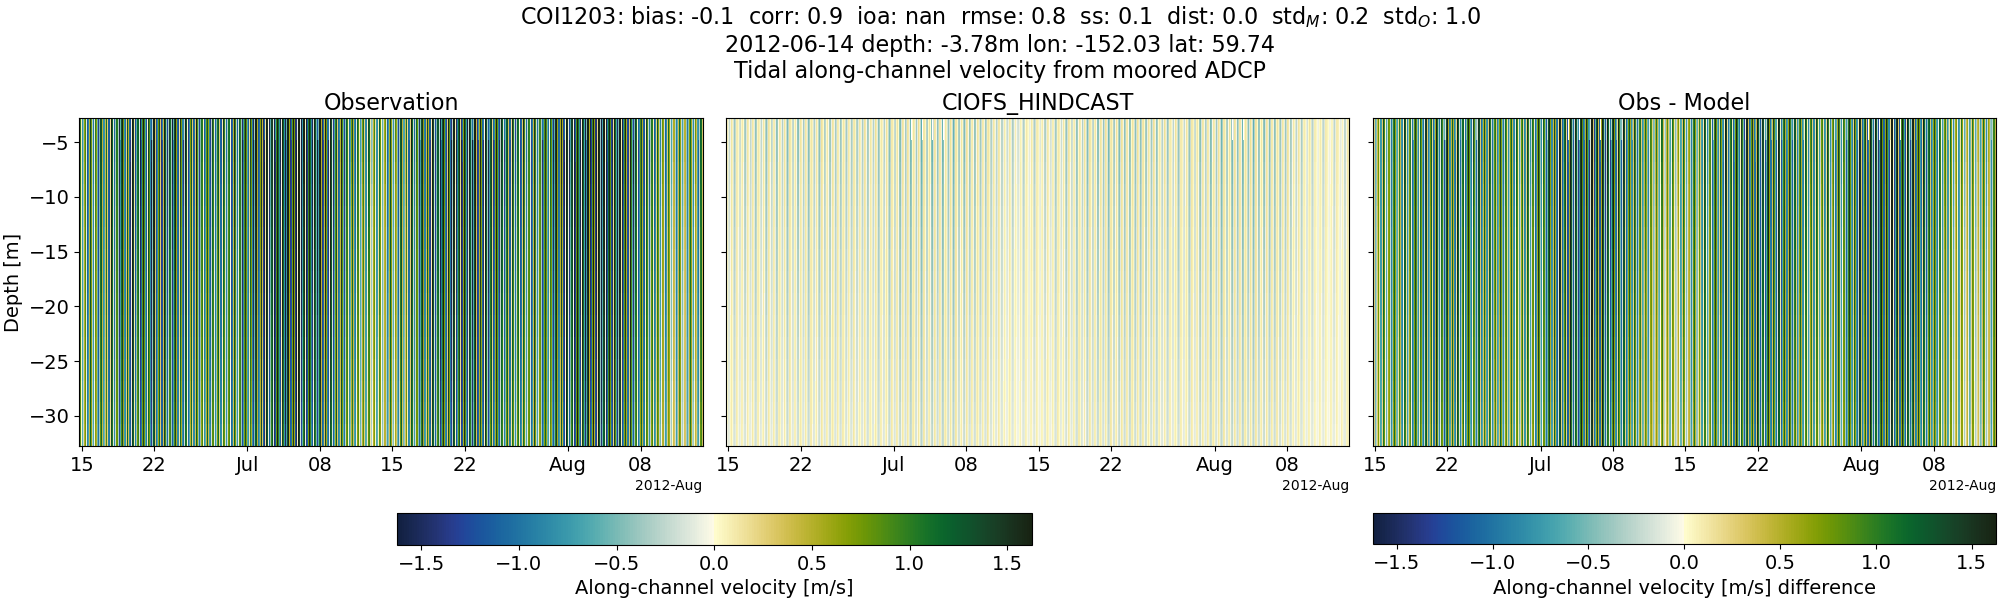 COI1203: bias: -0.1 corr: 0.9 ioa: nan rmse: 0.8 ss: 0.1 dist: 0.0 std_M: 0.2 std_O: 1.0
2012-06-14 depth: -3.78m lon: -152.03 lat: 59.74
Tidal along-channel velocity from moored ADCP
Observation
CIOFS_HINDCAST
Obs - Model
Depth [m]
−5
−10
−15
−20
−25
−30
15 22 Jul 08 15 22 Aug 08
2012-Aug
15 22 Jul 08 15 22 Aug 08
2012-Aug
15 22 Jul 08 15 22 Aug 08
2012-Aug
−1.5 −1.0 −0.5 0.0 0.5 1.0 1.5
Along-channel velocity [m/s]
−1.5 −1.0 −0.5 0.0 0.5 1.0 1.5
Along-channel velocity [m/s] difference